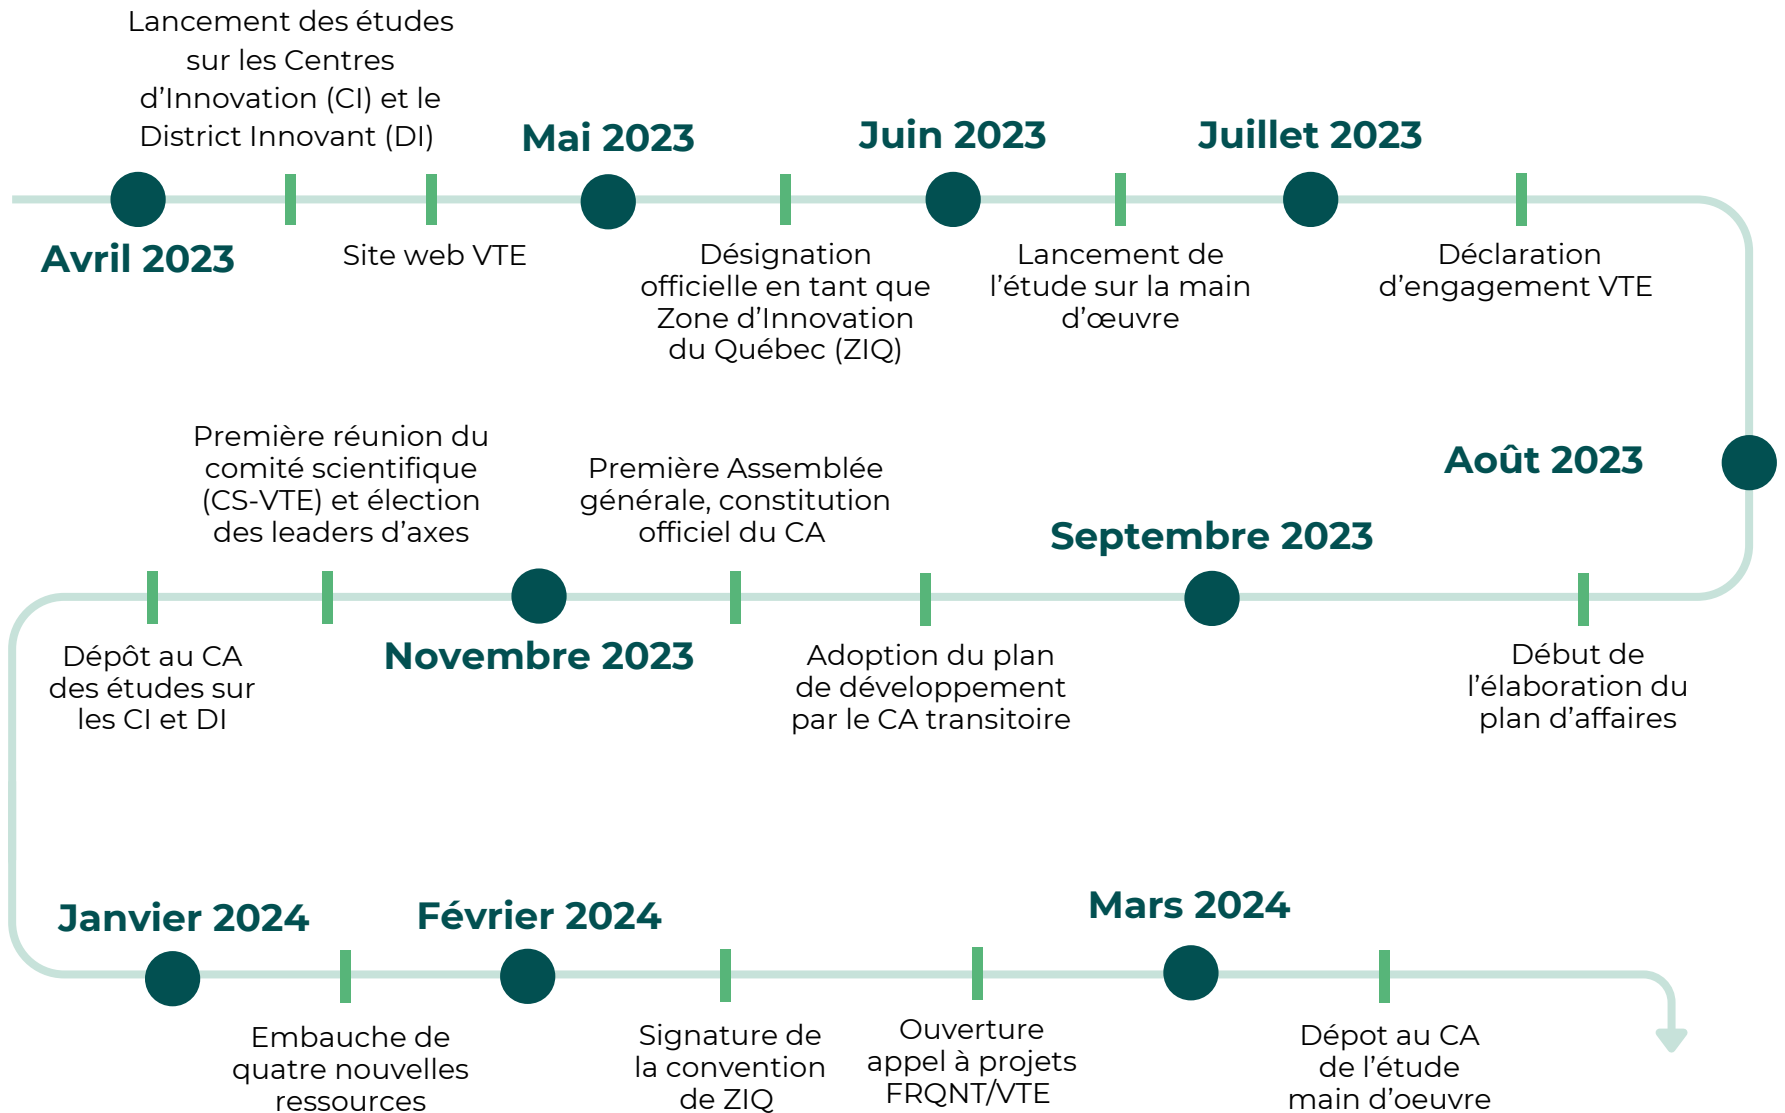 Lancement des études
sur les Centres
d’Innovation (CI) et le
District Innovant (DI)
Avril 2023
Site web VTE
Mai 2023
Désignation
officielle en tant que
Zone d’Innovation
du Québec (ZIQ)
Juin 2023
Lancement de
l’étude sur la main
d’œuvre
Juillet 2023
Déclaration
d’engagement VTE
Août 2023
Début de
l’élaboration du
plan d’affaires
Septembre 2023
Adoption du plan
de développement
par le CA transitoire
Première Assemblée
générale, constitution
officiel du CA
Novembre 2023
Première réunion du
comité scientifique
(CS-VTE) et élection
des leaders d’axes
Dépôt au CA
des études sur
les CI et DI
Janvier 2024
Embauche de
quatre nouvelles
ressources
Février 2024
Signature de
la convention
de ZIQ
Ouverture
appel à projets
FRQNT/VTE
Mars 2024
Dépot au CA
de l’étude
main d’oeuvre